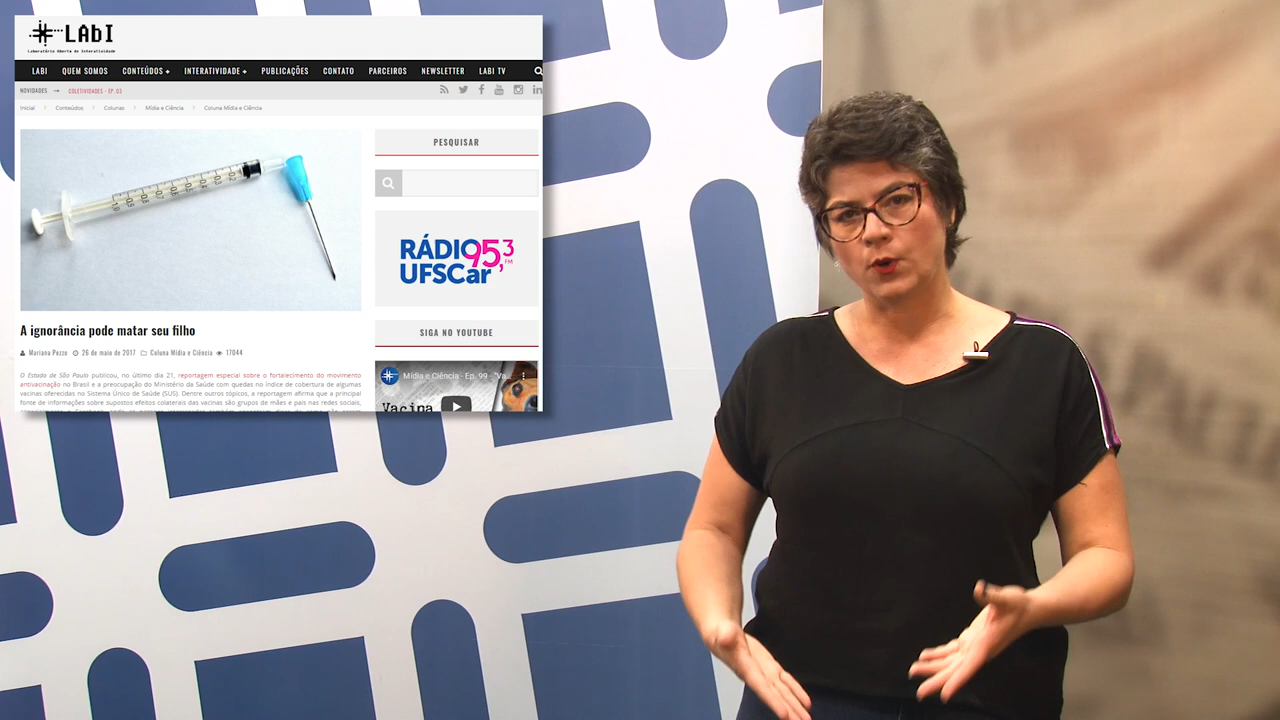 LAbI
Laboratório Aberto de Interatividade
LABI QUEM SOMOS CONTEÚDOS + INTERATIVIDADE + PUBLICAÇÕES CONTATO PARCEIROS NEWSLETTER LABI TV
NOVIDADES → COLETIVIDADES - EP. 03
Inicial > Conteúdos > Colunas > Mídia e Ciência > Coluna Mídia e Ciência
PESQUISAR
RÁDIO 95,3 FM
UFSCar
A ignorância pode matar seu filho
Mariana Pezzo 26 de maio de 2017 Coluna Mídia e Ciência 17044
O Estado de São Paulo publicou, no último dia 21, reportagem especial sobre o fortalecimento do movimento
antivacinação no Brasil e a preocupação do Ministério da Saúde com quedas no índice de cobertura de algumas
vacinas oferecidas no Sistema Único de Saúde (SUS). Dentre outros tópicos, a reportagem afirma que a principal
fonte de informações sobre supostos efeitos colaterais das vacinas são grupos de mães e pais nas redes sociais,
SIGA NO YOUTUBE
Mídia e Ciência - Ep. 99 - "Va...
Vacina